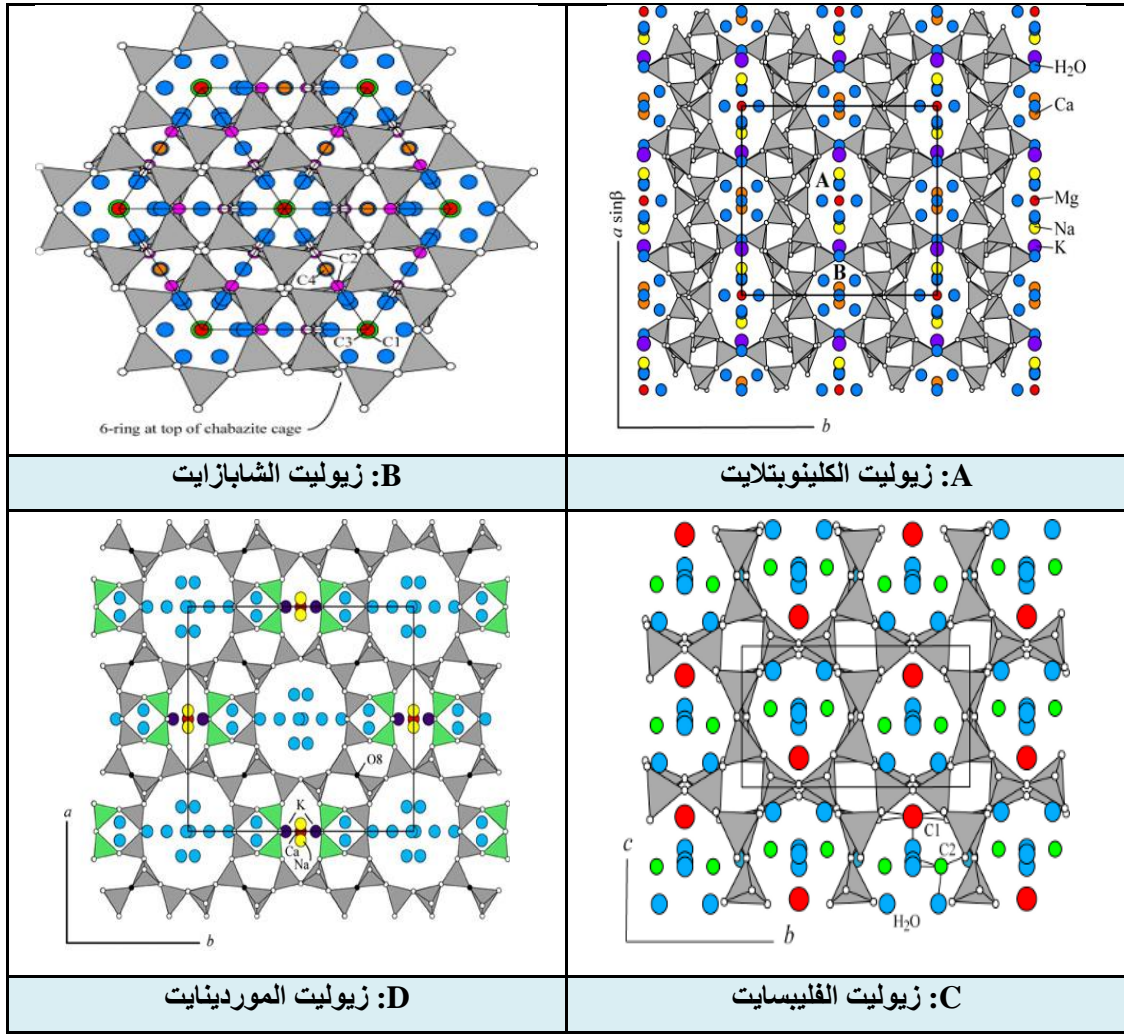 H₂O
Ca
Mg
Na
K
A
B
a sinβ
b
A: زيوليت الكلينوبتلايت
C2
C4
C3
C1
6-ring at top of chabazite cage
B: زيوليت الشابازايت
C1
C2
H₂O
c
b
C: زيوليت الفليبسايت
O8
K
Ca
Na
a
b
D: زيوليت الموردينايت